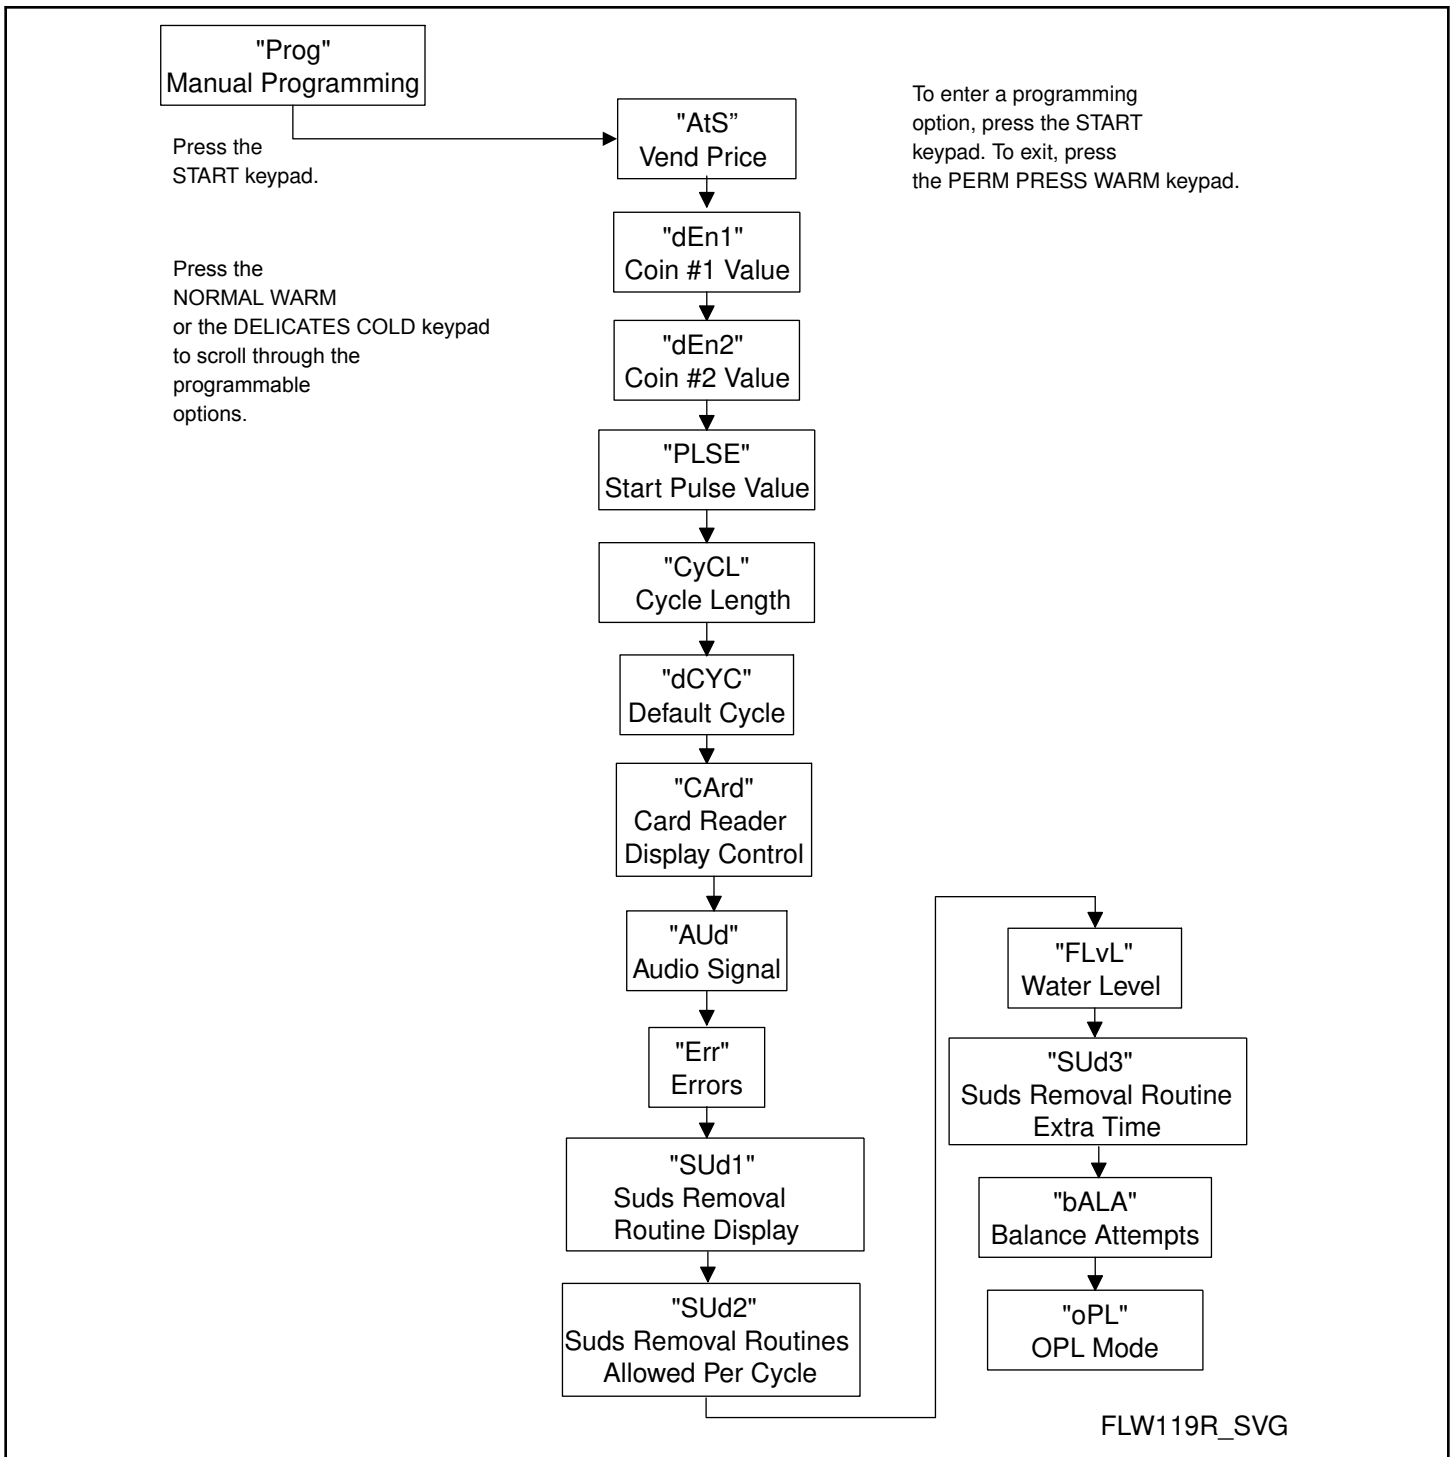 "Prog"
Manual Programming
Press the
START keypad.
Press the
NORMAL WARM
or the DELICATES COLD keypad
to scroll through the
programmable
options.
"AtS”
Vend Price
To enter a programming
option, press the START
keypad. To exit, press
the PERM PRESS WARM keypad.
"dEn1"
Coin #1 Value
"dEn2"
Coin #2 Value
"PLSE"
Start Pulse Value
"CyCL"
Cycle Length
"dCYC"
Default Cycle
"CArd"
Card Reader
Display Control
"AUd"
Audio Signal
"Err"
Errors
"SUd1"
Suds Removal
Routine Display
"SUd2"
Suds Removal Routines
Allowed Per Cycle
"FLvL"
Water Level
"SUd3"
Suds Removal Routine
Extra Time
"bALA"
Balance Attempts
"oPL"
OPL Mode
FLW119R_SVG